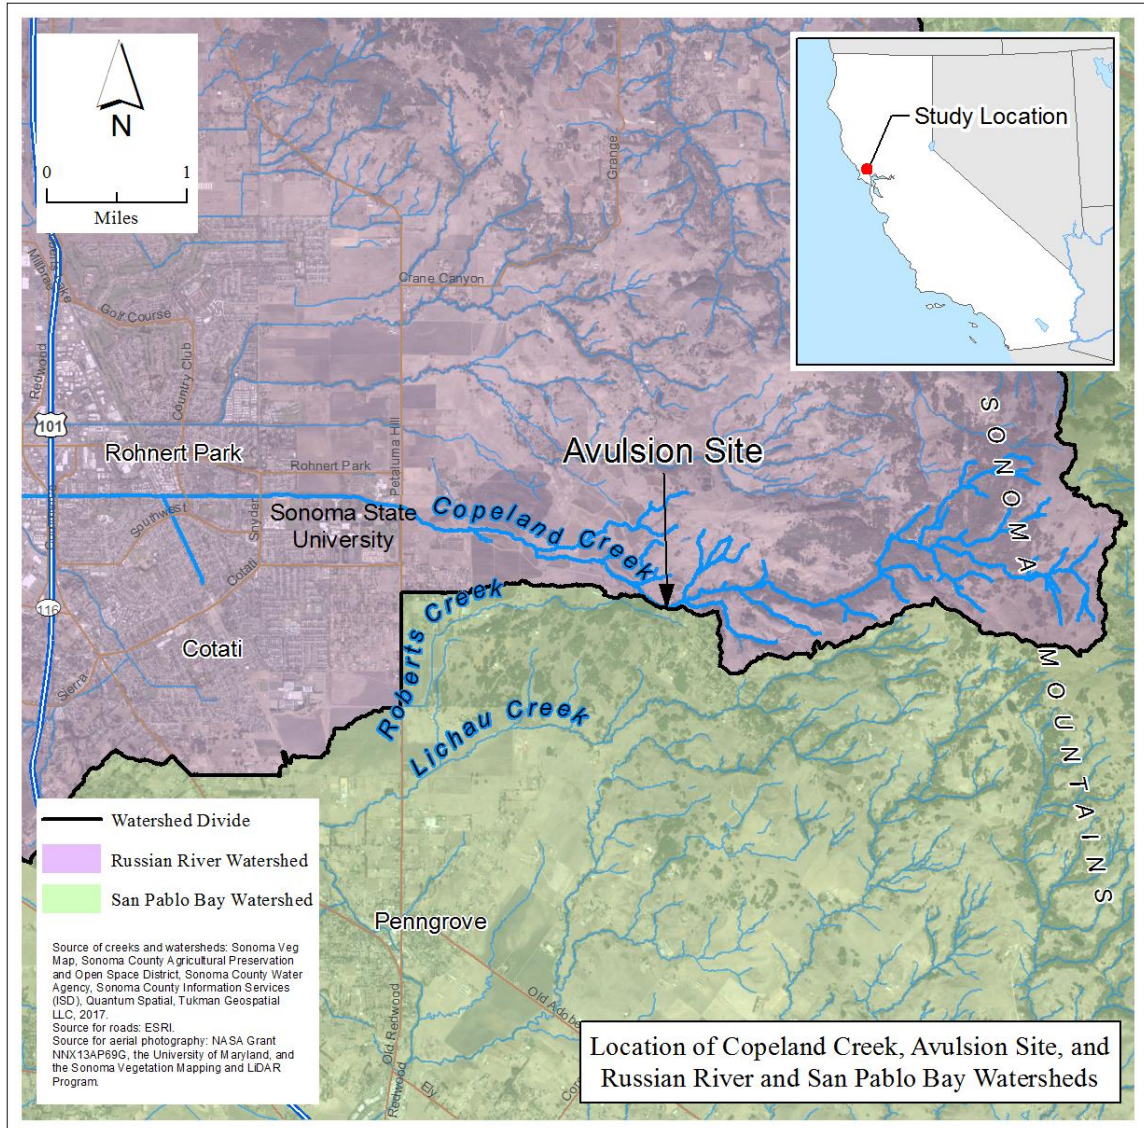 N
0 1
Miles
Study Location
Grange
Crane Canyon
Millbrae
Golf Course
Country Club
Redwood
101
Rohnert Park
Rohnert Park
Petaluma Hill
Avulsion Site
SONOMA
MOUNTAINS
Southwest
Snyder
Sonoma State
University
Copeland Creek
Cotati
116
Cotati
Sierra
Roberts Creek
Lichau Creek
Watershed Divide
Russian River Watershed
San Pablo Bay Watershed
Penngrove
Source of creeks and watersheds: Sonoma Veg
Map, Sonoma County Agricultural Preservation
and Open Space District, Sonoma County Water
Agency, Sonoma County Information Services
(ISD), Quantum Spatial, Tukman Geospatial
LLC, 2017.
Source for roads: ESRI.
Source for aerial photography: NASA Grant
NNX13AP69G, the University of Maryland, and
the Sonoma Vegetation Mapping and LiDAR
Program.
Old Redwood
Redwood
Ely
Old Adobe
Location of Copeland Creek, Avulsion Site, and
Russian River and San Pablo Bay Watersheds